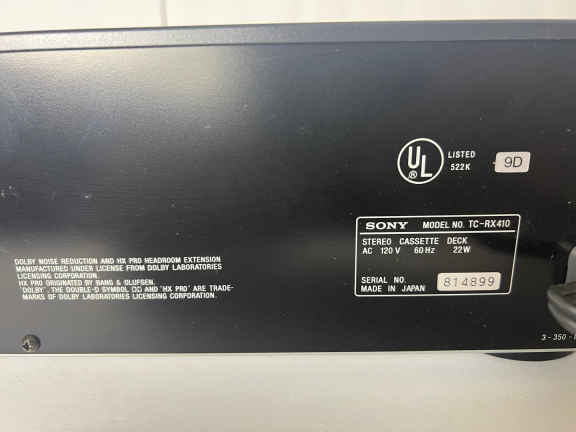 UL
®
LISTED
522K
9D
SONY MODEL NO. TC-RX410
STEREO CASSETTE DECK
AC 120 V 60 Hz 22W
SERIAL NO. 814899
MADE IN JAPAN
DOLBY NOISE REDUCTION AND HX PRO HEADROOM EXTENSION
MANUFACTURED UNDER LICENSE FROM DOLBY LABORATORIES
LICENSING CORPORATION.
HX PRO ORIGINATED BY BANG & OLUFSEN.
"DOLBY", THE DOUBLE-D SYMBOL AND "HX PRO" ARE TRADE-
MARKS OF DOLBY LABORATORIES LICENSING CORPORATION.
3-350-